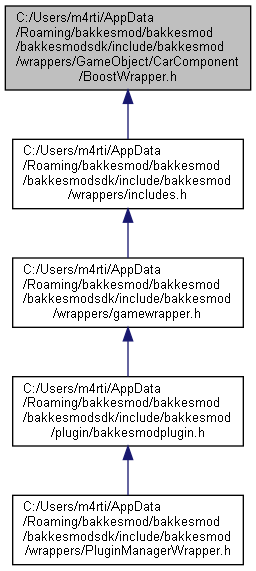 C:/Users/m4rti/AppData
/Roaming/bakkesmod/bakkesmod
/bakkesmodsdk/include/bakkesmod
/wrappers/GameObject/CarComponent
/BoostWrapper.h
C:/Users/m4rti/AppData
/Roaming/bakkesmod/bakkesmod
/bakkesmodsdk/include/bakkesmod
/wrappers/includes.h
C:/Users/m4rti/AppData
/Roaming/bakkesmod/bakkesmod
/bakkesmodsdk/include/bakkesmod
/wrappers/gamewrapper.h
C:/Users/m4rti/AppData
/Roaming/bakkesmod/bakkesmod
/bakkesmodsdk/include/bakkesmod
/plugin/bakkesmodplugin.h
C:/Users/m4rti/AppData
/Roaming/bakkesmod/bakkesmod
/bakkesmodsdk/include/bakkesmod
/wrappers/PluginManagerWrapper.h